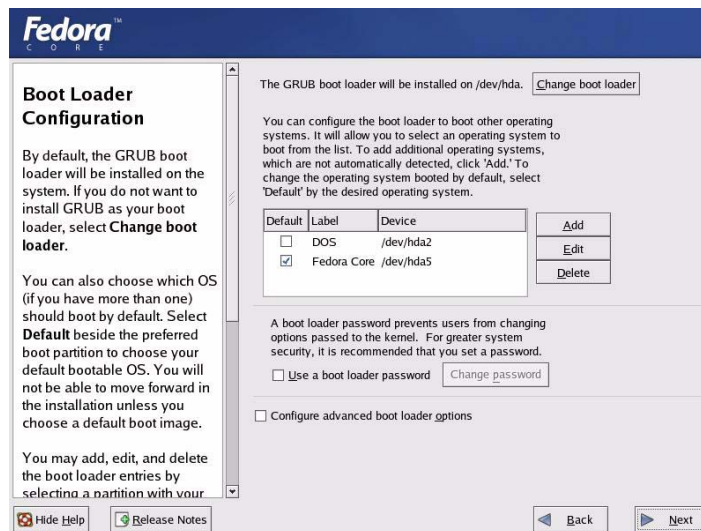 Fedora™
CORE
Boot Loader
Configuration
By default, the GRUB boot
loader will be installed on the
system. If you do not want to
install GRUB as your boot
loader, select Change boot
loader.
You can also choose which OS
(if you have more than one)
should boot by default. Select
Default beside the preferred
boot partition to choose your
default bootable OS. You will
not be able to move forward in
the installation unless you
choose a default boot image.
You may add, edit, and delete
the boot loader entries by
selecting a partition with your
The GRUB boot loader will be installed on /dev/hda. Change boot loader
You can configure the boot loader to boot other operating
systems. It will allow you to select an operating system to
boot from the list. To add additional operating systems,
which are not automatically detected, click 'Add.' To
change the operating system booted by default, select
'Default' by the desired operating system.
Default Label Device
DOS /dev/hda2
Fedora Core /dev/hda5
Add
Edit
Delete
A boot loader password prevents users from changing
options passed to the kernel. For greater system
security, it is recommended that you set a password.
Use a boot loader password Change password
Configure advanced boot loader options
Hide Help Release Notes Back Next